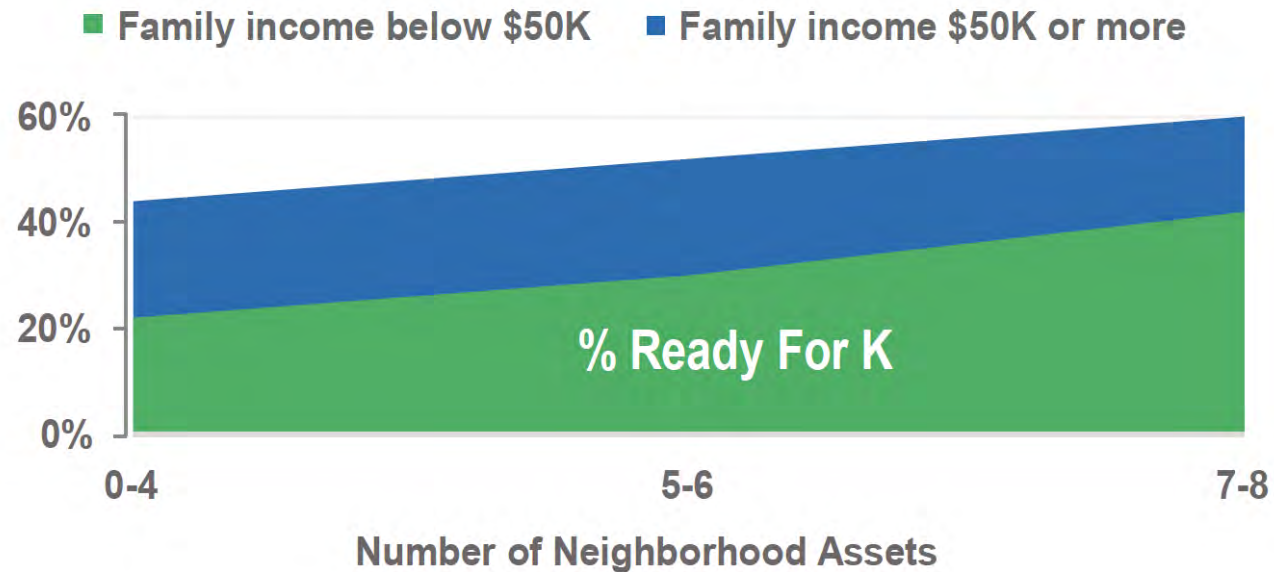 Family income below $50K Family income $50K or more
60%
40%
20%
0%
% Ready For K
0-4 5-6 7-8
Number of Neighborhood Assets